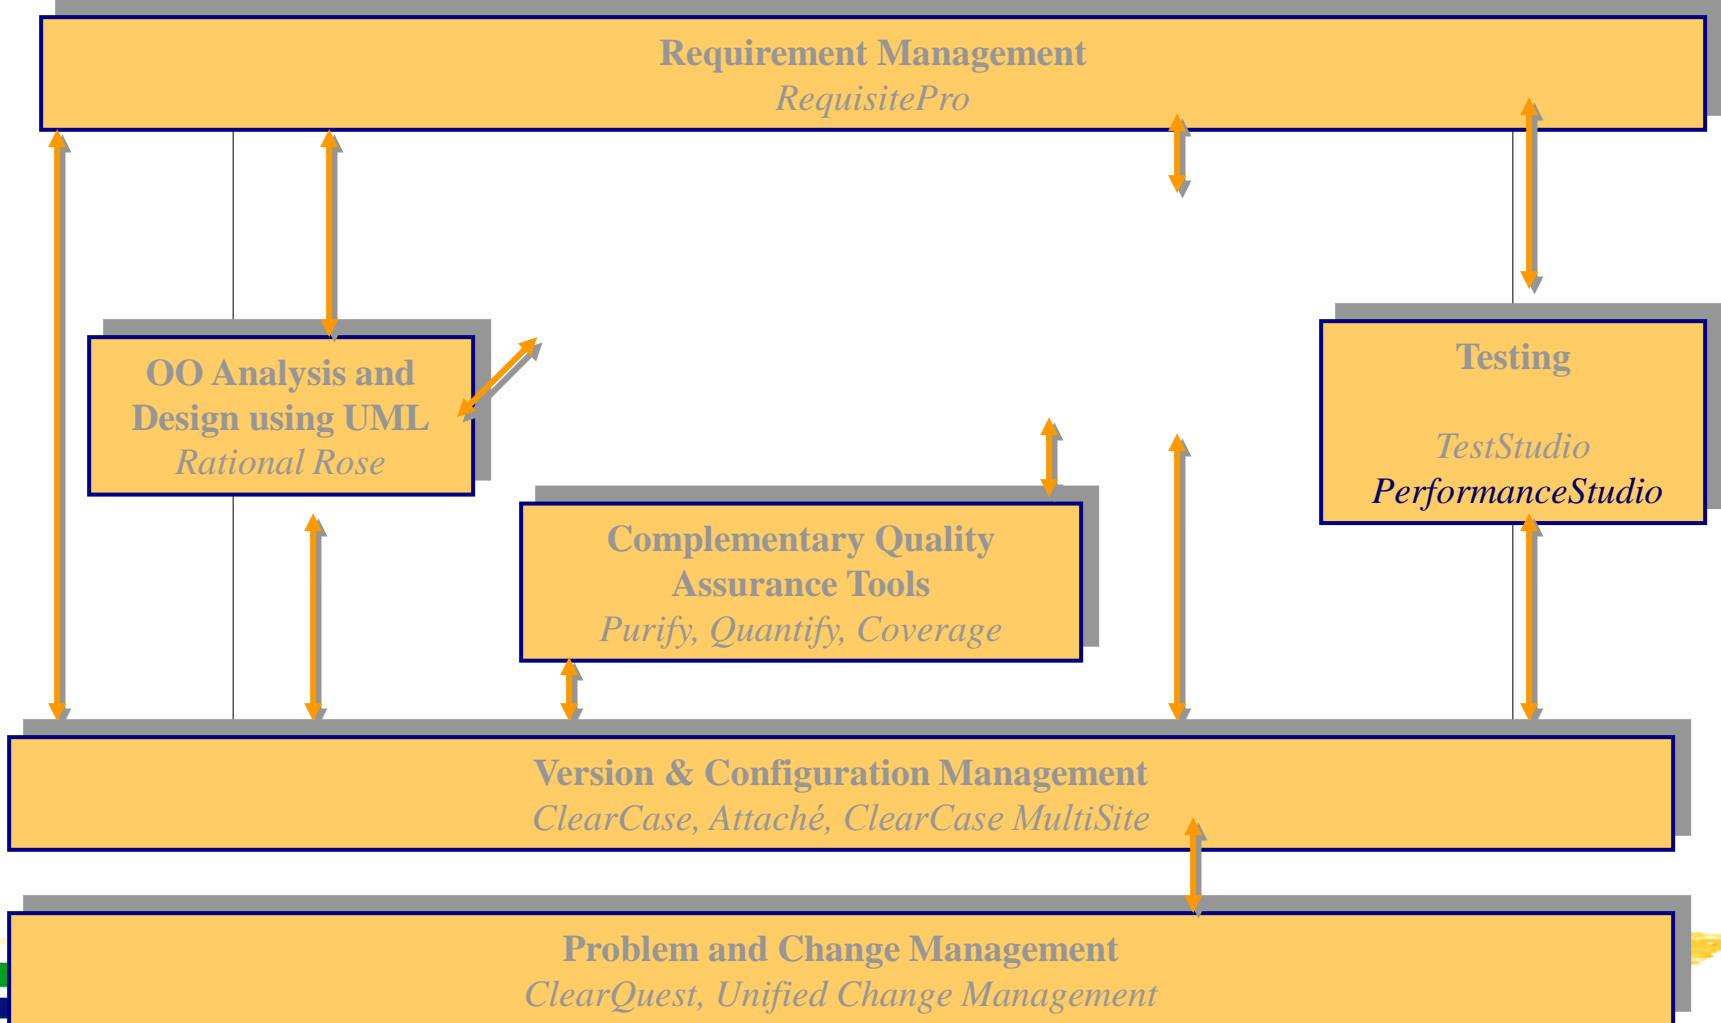 Requirement Management
RequisitePro
OO Analysis and
Design using UML
Rational Rose
Testing
TestStudio
PerformanceStudio
Complementary Quality
Assurance Tools
Purify, Quantify, Coverage
Version & Configuration Management
ClearCase, Attaché, ClearCase MultiSite
Problem and Change Management
ClearQuest, Unified Change Management